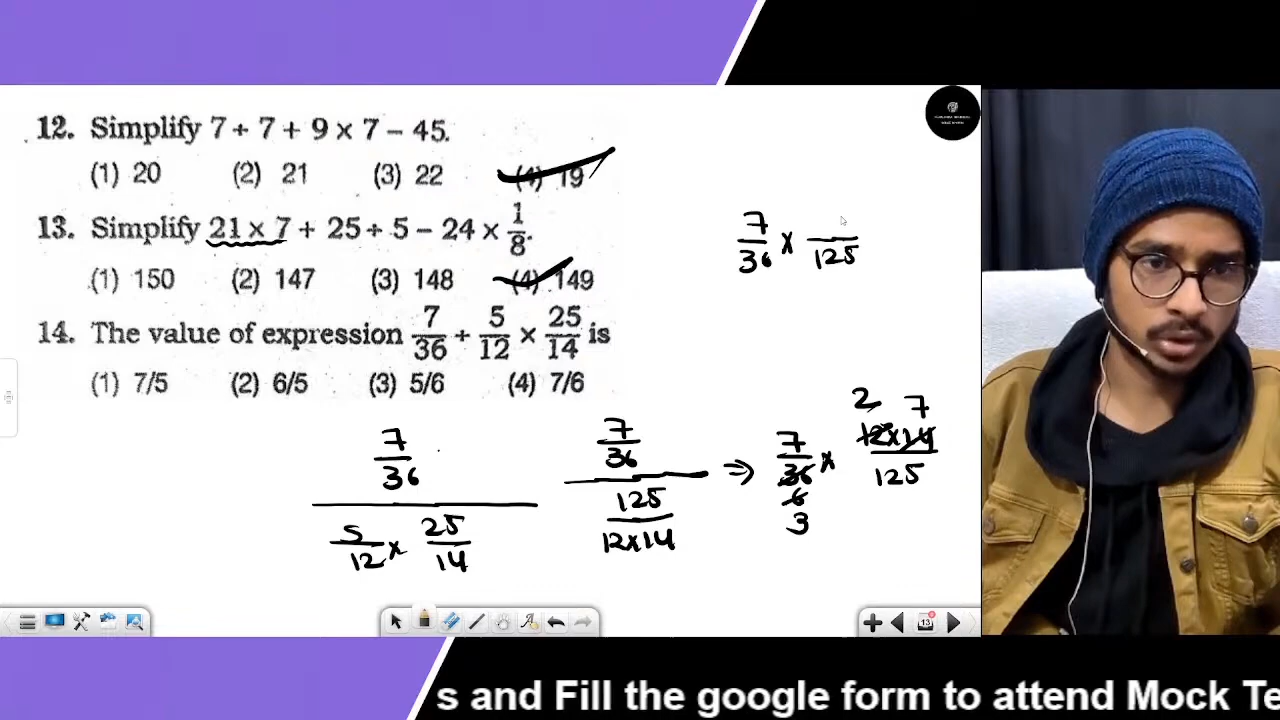 12. Simplify 7 ÷ 7 + 9 × 7 – 45.
(1) 20 (2) 21 (3) 22 (4) 19
13. Simplify 21 × 7 + 25 ÷ 5 – 24 × 1/8.
(1) 150 (2) 147 (3) 148 (4) 149
14. The value of expression 7/36 ÷ 5/12 × 25/14 is
(1) 7/5 (2) 6/5 (3) 5/6 (4) 7/6
7/36 × /125
7/36
5/12 × 25/14
7/36
125
12×14
⇒ 7/36 × 12×14/125
2 7
6
3
13
s and Fill the google form to attend Mock Te